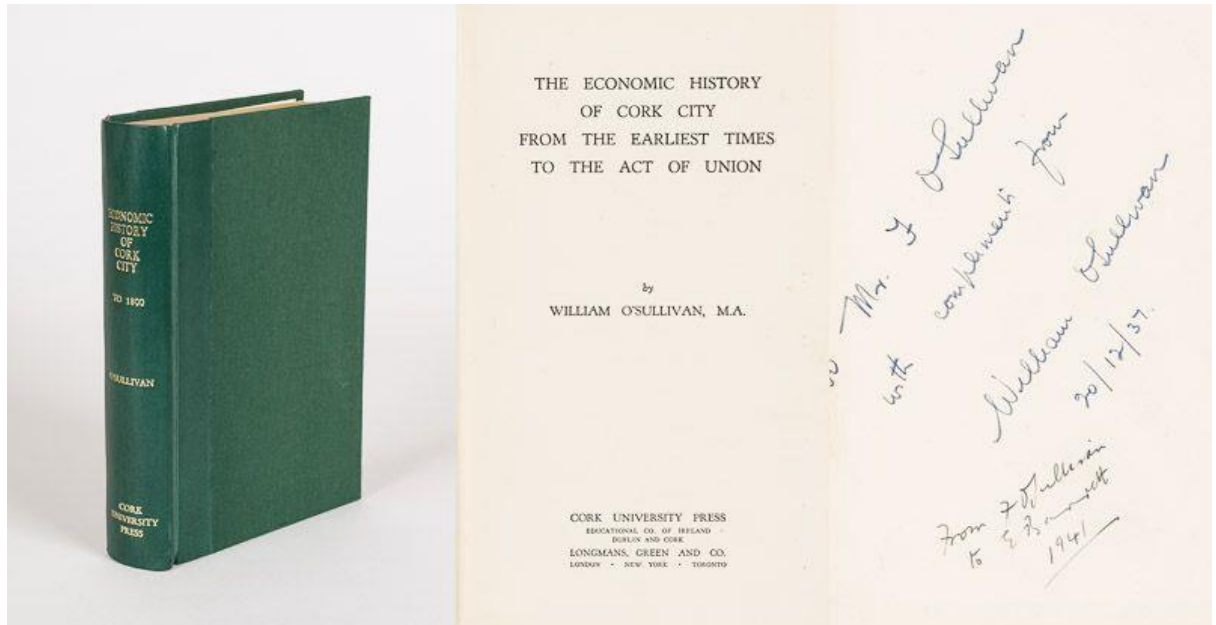 ECONOMIC
HISTORY
OF
CORK
CITY
TO 1800
O'SULLIVAN
CORK
UNIVERSITY
PRESS
THE ECONOMIC HISTORY
OF CORK CITY
FROM THE EARLIEST TIMES
TO THE ACT OF UNION
by
WILLIAM O'SULLIVAN, M.A.
CORK UNIVERSITY PRESS
EDUCATIONAL CO. OF IRELAND
DUBLIN AND CORK
LONGMANS, GREEN AND CO.
LONDON • NEW YORK • TORONTO
Mr. F O'Sullivan
with compliments from
William O'Sullivan
20/12/37.
From F O'Sullivan
to E
1941